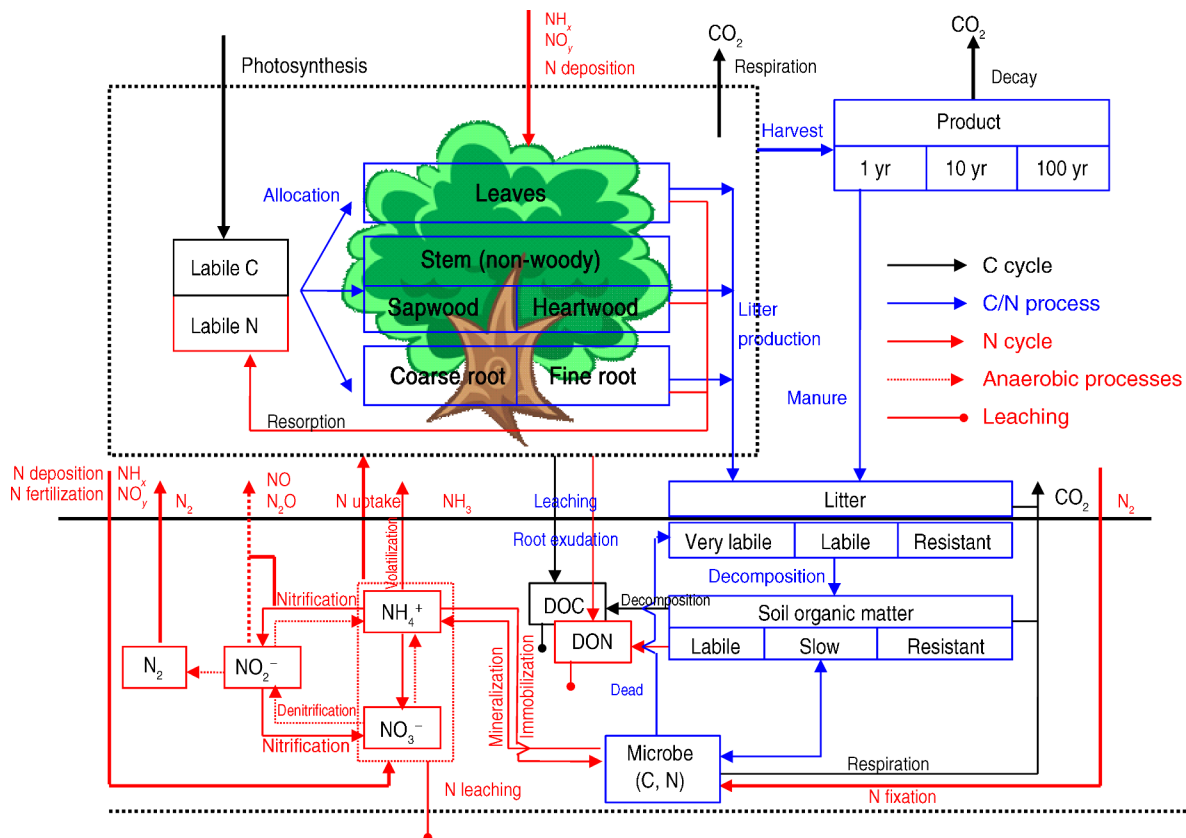 NHₓ
NOᵧ
N deposition
Photosynthesis
CO₂
Respiration
CO₂
Decay
Harvest
Product
1 yr
10 yr
100 yr
Allocation
Leaves
Stem (non-woody)
Sapwood
Heartwood
Coarse root
Fine root
Labile C
Labile N
Resorption
Litter
production
Manure
C cycle
C/N process
N cycle
Anaerobic processes
Leaching
N deposition
N fertilization
NHₓ
NOᵧ
N₂
NO
N₂O
N uptake
NH₃
Leaching
Root exudation
Litter
CO₂
N₂
Very labile
Labile
Resistant
Decomposition
Volatilization
Nitrification
NH₄⁺
DOC
Decomposition
DON
Soil organic matter
Labile
Slow
Resistant
N₂
NO₂⁻
Denitrification
NO₃⁻
Nitrification
Mineralization
Immobilization
Dead
Microbe
(C, N)
Respiration
N leaching
N fixation